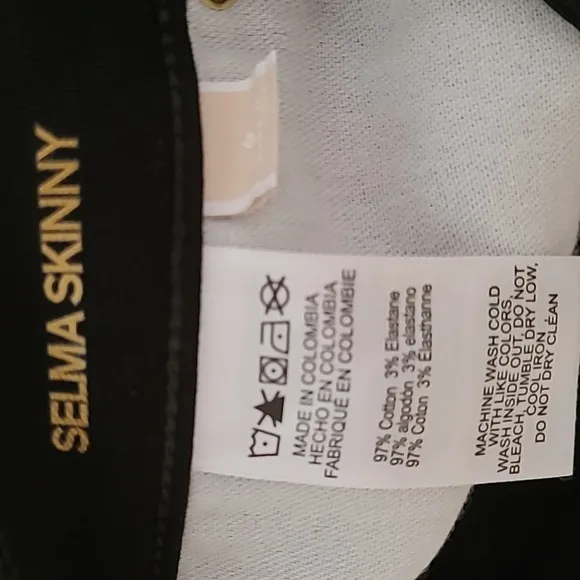 SELMA SKINNY
MADE IN COLOMBIA
HECHO EN COLOMBIA
FABRIQUÉ EN COLOMBIE
97% Cotton 3% Elastane
97% algodón 3% elastano
97% Coton 3% Élasthanne
MACHINE WASH COLD
WITH LIKE COLORS,
WASH INSIDE OUT, DO NOT
BLEACH, TUMBLE DRY LOW,
COOL IRON
DO NOT DRY CLEAN